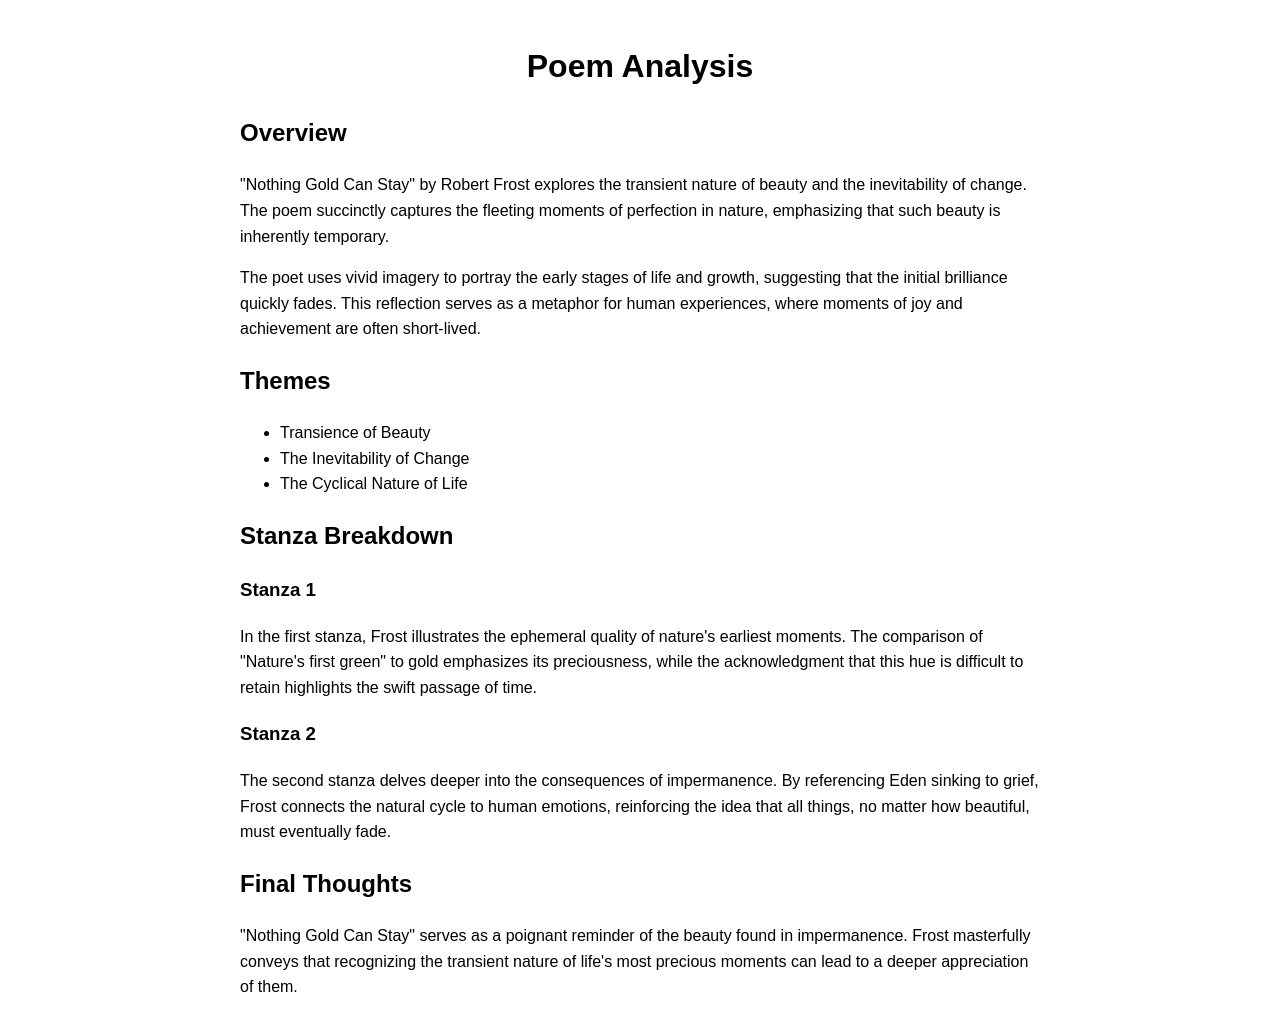 Poem Analysis
Overview
"Nothing Gold Can Stay" by Robert Frost explores the transient nature of beauty and the inevitability of change.
The poem succinctly captures the fleeting moments of perfection in nature, emphasizing that such beauty is
inherently temporary.
The poet uses vivid imagery to portray the early stages of life and growth, suggesting that the initial brilliance
quickly fades. This reflection serves as a metaphor for human experiences, where moments of joy and
achievement are often short-lived.
Themes
• Transience of Beauty
• The Inevitability of Change
• The Cyclical Nature of Life
Stanza Breakdown
Stanza 1
In the first stanza, Frost illustrates the ephemeral quality of nature's earliest moments. The comparison of
"Nature's first green" to gold emphasizes its preciousness, while the acknowledgment that this hue is difficult to
retain highlights the swift passage of time.
Stanza 2
The second stanza delves deeper into the consequences of impermanence. By referencing Eden sinking to grief,
Frost connects the natural cycle to human emotions, reinforcing the idea that all things, no matter how beautiful,
must eventually fade.
Final Thoughts
"Nothing Gold Can Stay" serves as a poignant reminder of the beauty found in impermanence. Frost masterfully
conveys that recognizing the transient nature of life's most precious moments can lead to a deeper appreciation
of them.